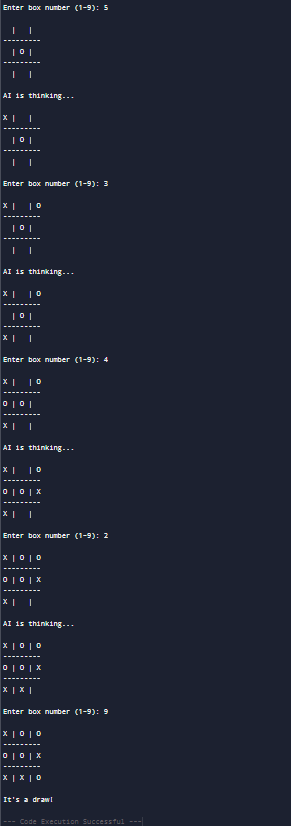 Enter box number (1-9): 5
  |   |
---------
  | O |
---------
  |   |
AI is thinking...
X |   |
---------
  | O |
---------
  |   |
Enter box number (1-9): 3
X |   | O
---------
  | O |
---------
  |   |
AI is thinking...
X |   | O
---------
  | O |
---------
X |   |
Enter box number (1-9): 4
X |   | O
---------
O | O |
---------
X |   |
AI is thinking...
X |   | O
---------
O | O | X
---------
X |   |
Enter box number (1-9): 2
X | O | O
---------
O | O | X
---------
X |   |
AI is thinking...
X | O | O
---------
O | O | X
---------
X | X |
Enter box number (1-9): 9
X | O | O
---------
O | O | X
---------
X | X | O
It's a draw!
--- Code Execution Successful ---